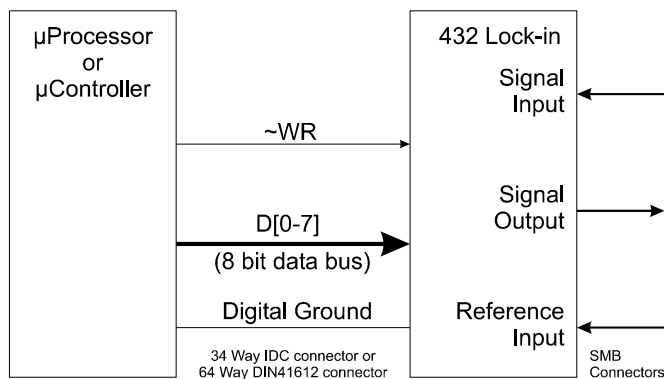 µProcessor
or
µController
432 Lock-in
Signal
Input
~WR
Signal
Output
D[0-7]
(8 bit data bus)
Digital Ground
Reference
Input
34 Way IDC connector or
64 Way DIN41612 connector
SMB
Connectors